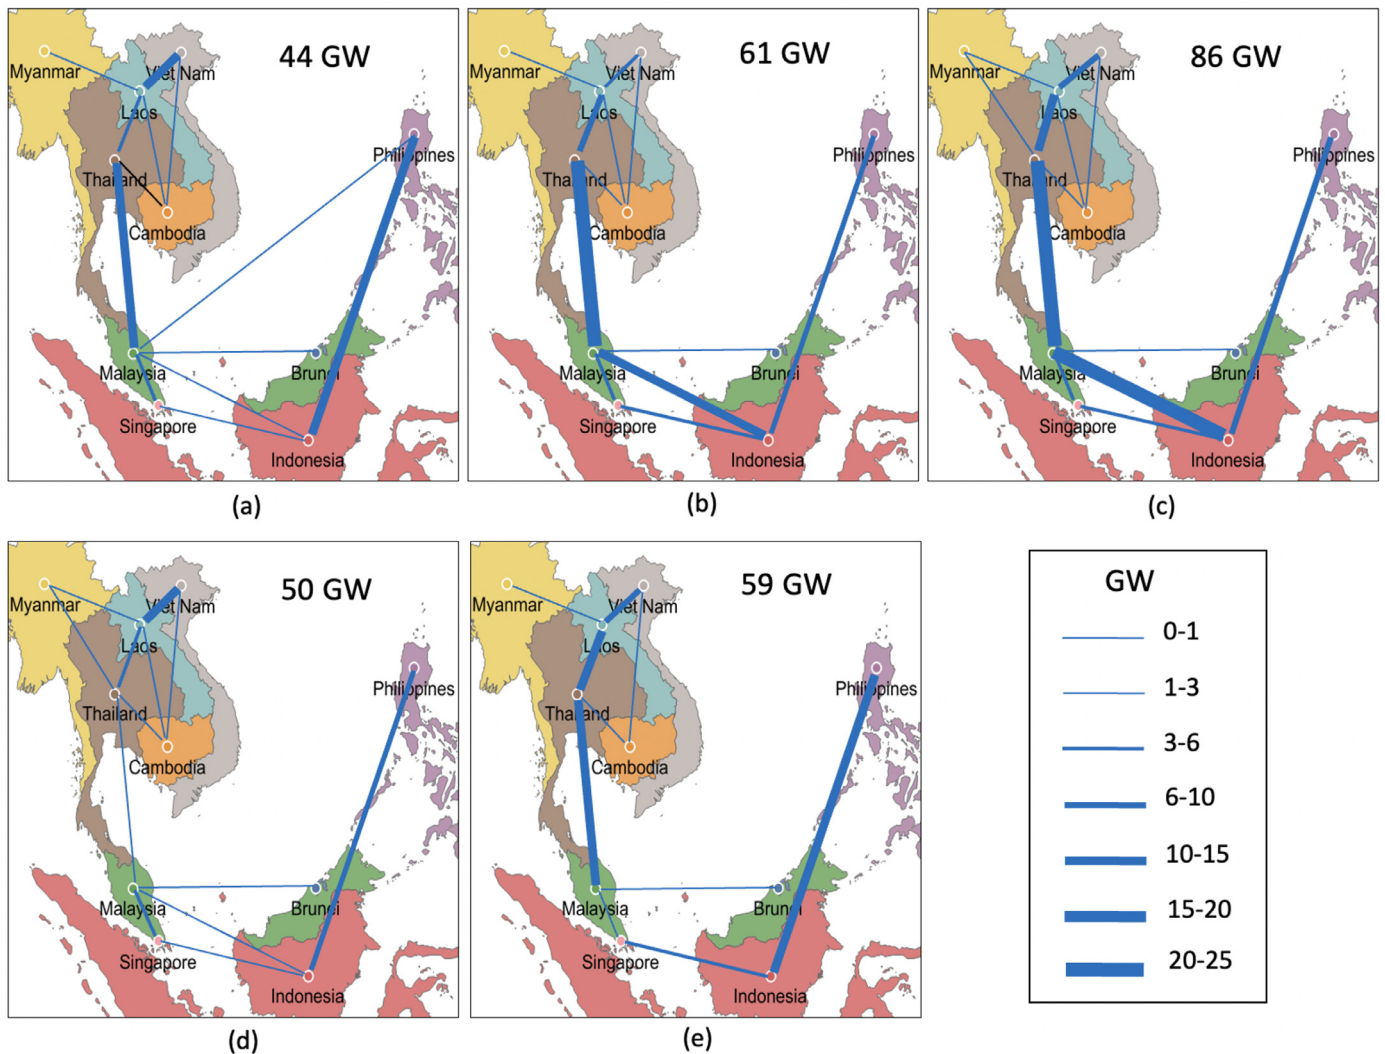 44 GW
Myanmar
Viet Nam
Laos
Philippines
Thailand
Cambodia
Malaysia
Brunei
Singapore
Indonesia
(a)
61 GW
Myanmar
Viet Nam
Laos
Philippines
Thailand
Cambodia
Malaysia
Brunei
Singapore
Indonesia
(b)
86 GW
Myanmar
Viet Nam
Laos
Philippines
Thailand
Cambodia
Malaysia
Brunei
Singapore
Indonesia
(c)
50 GW
Myanmar
Viet Nam
Laos
Philippines
Thailand
Cambodia
Malaysia
Brunei
Singapore
Indonesia
(d)
59 GW
Myanmar
Viet Nam
Laos
Philippines
Thailand
Cambodia
Malaysia
Brunei
Singapore
Indonesia
(e)
GW
0-1
1-3
3-6
6-10
10-15
15-20
20-25